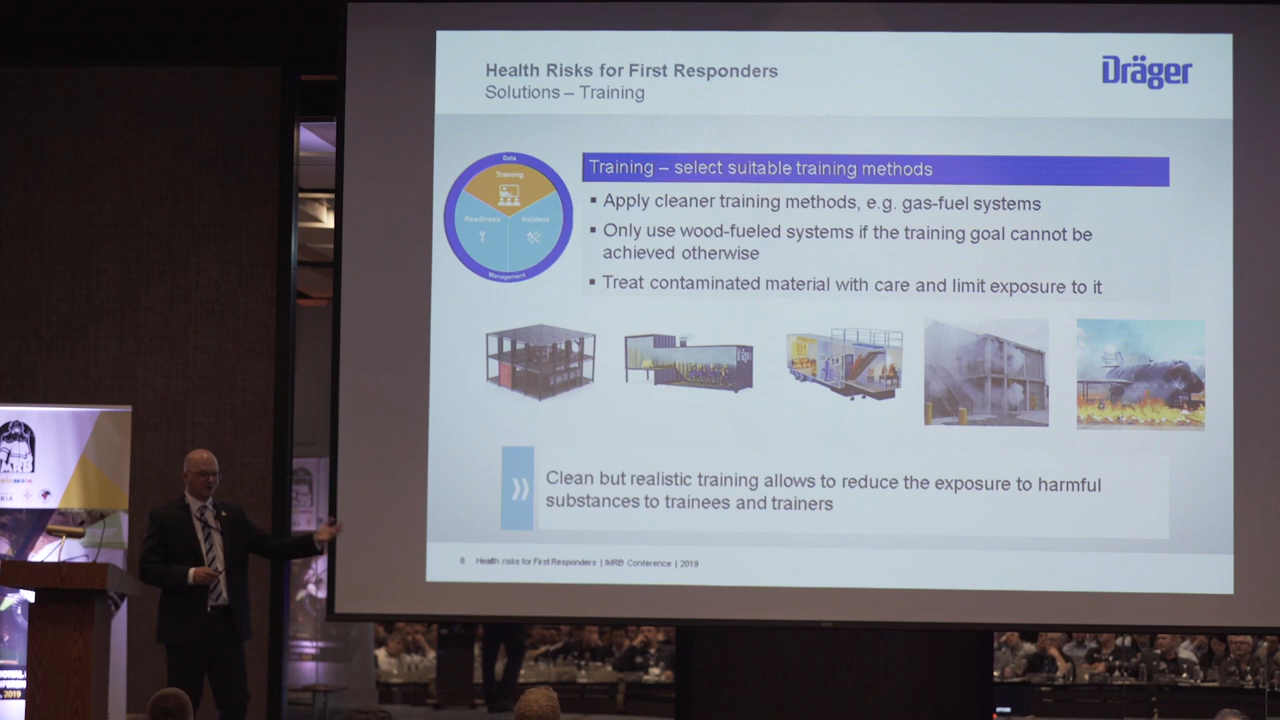 Health Risks for First Responders
Solutions – Training
Dräger
Data
Training
Readiness
Incident
Management
Training – select suitable training methods
▪ Apply cleaner training methods, e.g. gas-fuel systems
▪ Only use wood-fueled systems if the training goal cannot be
achieved otherwise
▪ Treat contaminated material with care and limit exposure to it
Clean but realistic training allows to reduce the exposure to harmful
substances to trainees and trainers
8 Health risks for First Responders | iMRB Conference | 2019
MRB
, 2019